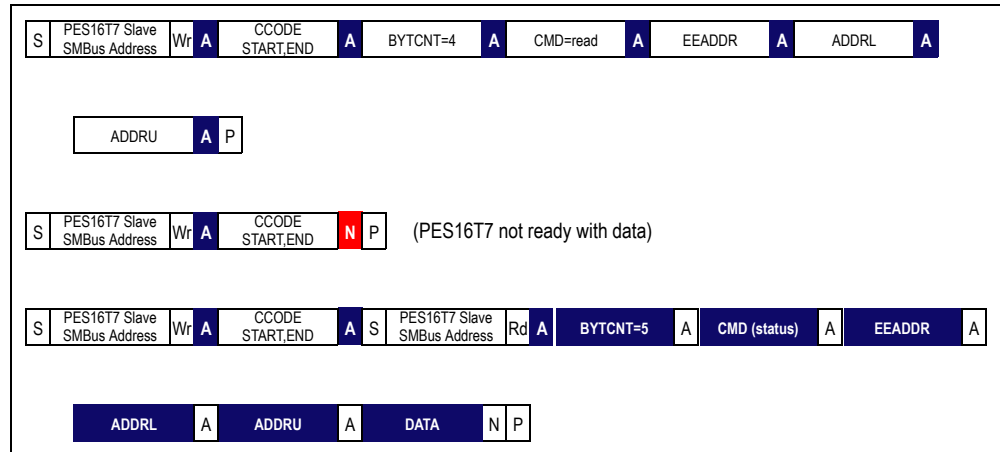 S PES16T7 Slave SMBus Address Wr A CCODE START,END A BYTCNT=4 A CMD=read A EEADDR A ADDRL A
ADDRU A P
S PES16T7 Slave SMBus Address Wr A CCODE START,END N P (PES16T7 not ready with data)
S PES16T7 Slave SMBus Address Wr A CCODE START,END A S PES16T7 Slave SMBus Address Rd A BYTCNT=5 A CMD (status) A EEADDR A
ADDRL A ADDRU A DATA N P